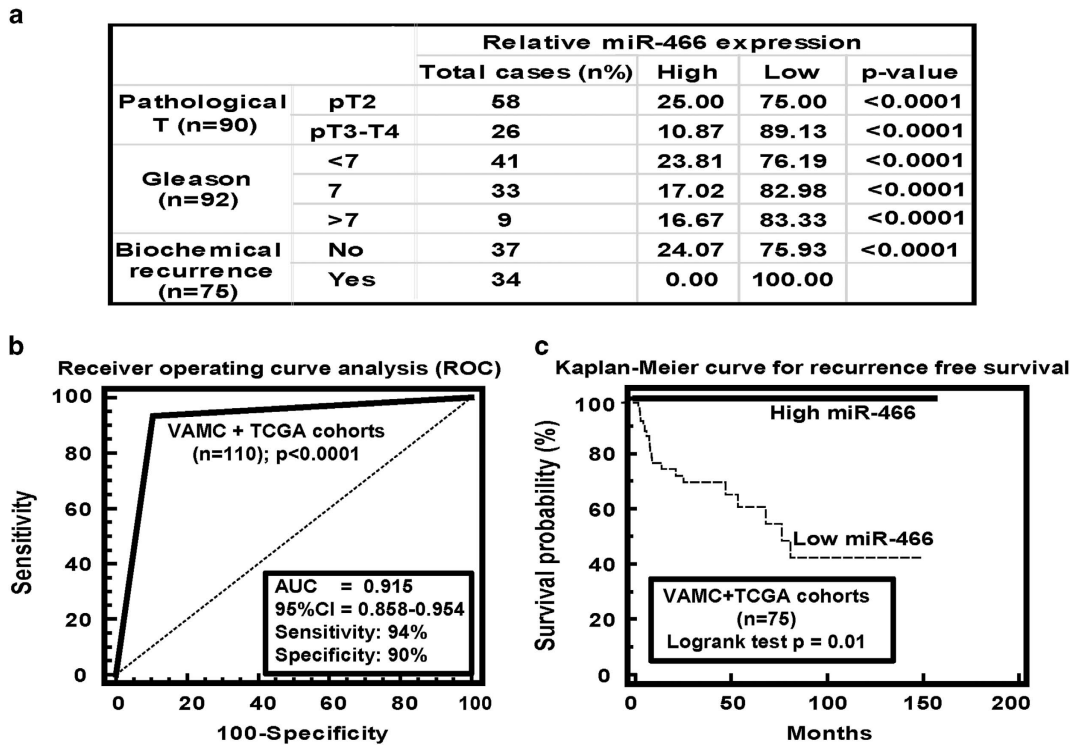 a
Relative miR-466 expression
Total cases (n%) High Low p-value
Pathological T (n=90) pT2 58 25.00 75.00 <0.0001
pT3-T4 26 10.87 89.13 <0.0001
Gleason (n=92) <7 41 23.81 76.19 <0.0001
7 33 17.02 82.98 <0.0001
>7 9 16.67 83.33 <0.0001
Biochemical recurrence (n=75) No 37 24.07 75.93 <0.0001
Yes 34 0.00 100.00
b
Receiver operating curve analysis (ROC)
Sensitivity
100
80
60
40
20
0
VAMC + TCGA cohorts
(n=110); p<0.0001
AUC = 0.915
95%CI = 0.858-0.954
Sensitivity: 94%
Specificity: 90%
0 20 40 60 80 100
100-Specificity
c
Kaplan-Meier curve for recurrence free survival
Survival probability (%)
100
80
60
40
20
0
High miR-466
Low miR-466
VAMC+TCGA cohorts
(n=75)
Logrank test p = 0.01
0 50 100 150 200
Months